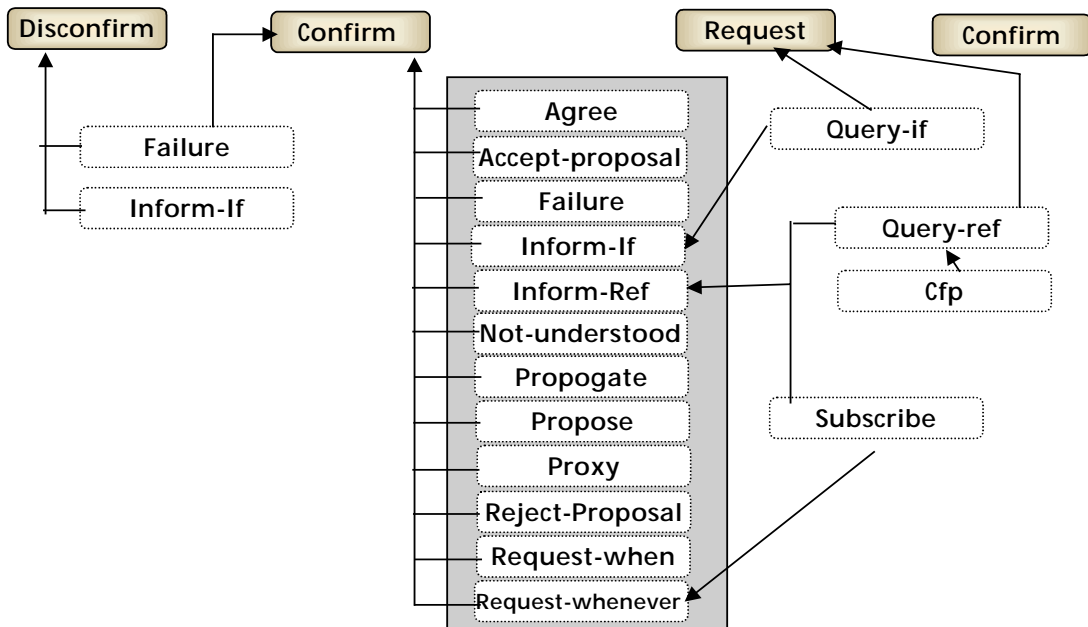 Disconfirm
Confirm
Request
Confirm
Failure
Inform-If
Agree
Accept-proposal
Failure
Inform-If
Inform-Ref
Not-understood
Propogate
Propose
Proxy
Reject-Proposal
Request-when
Request-whenever
Query-if
Query-ref
Cfp
Subscribe